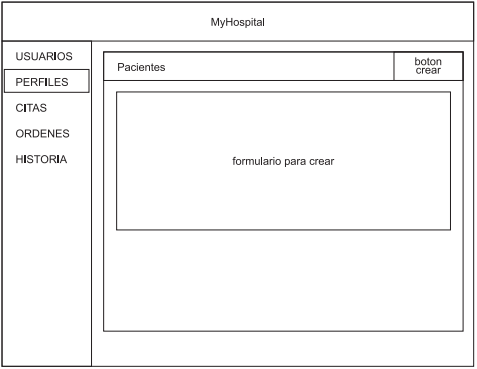 MyHospital
USUARIOS
PERFILES
CITAS
ORDENES
HISTORIA
Pacientes
boton
crear
formulario para crear